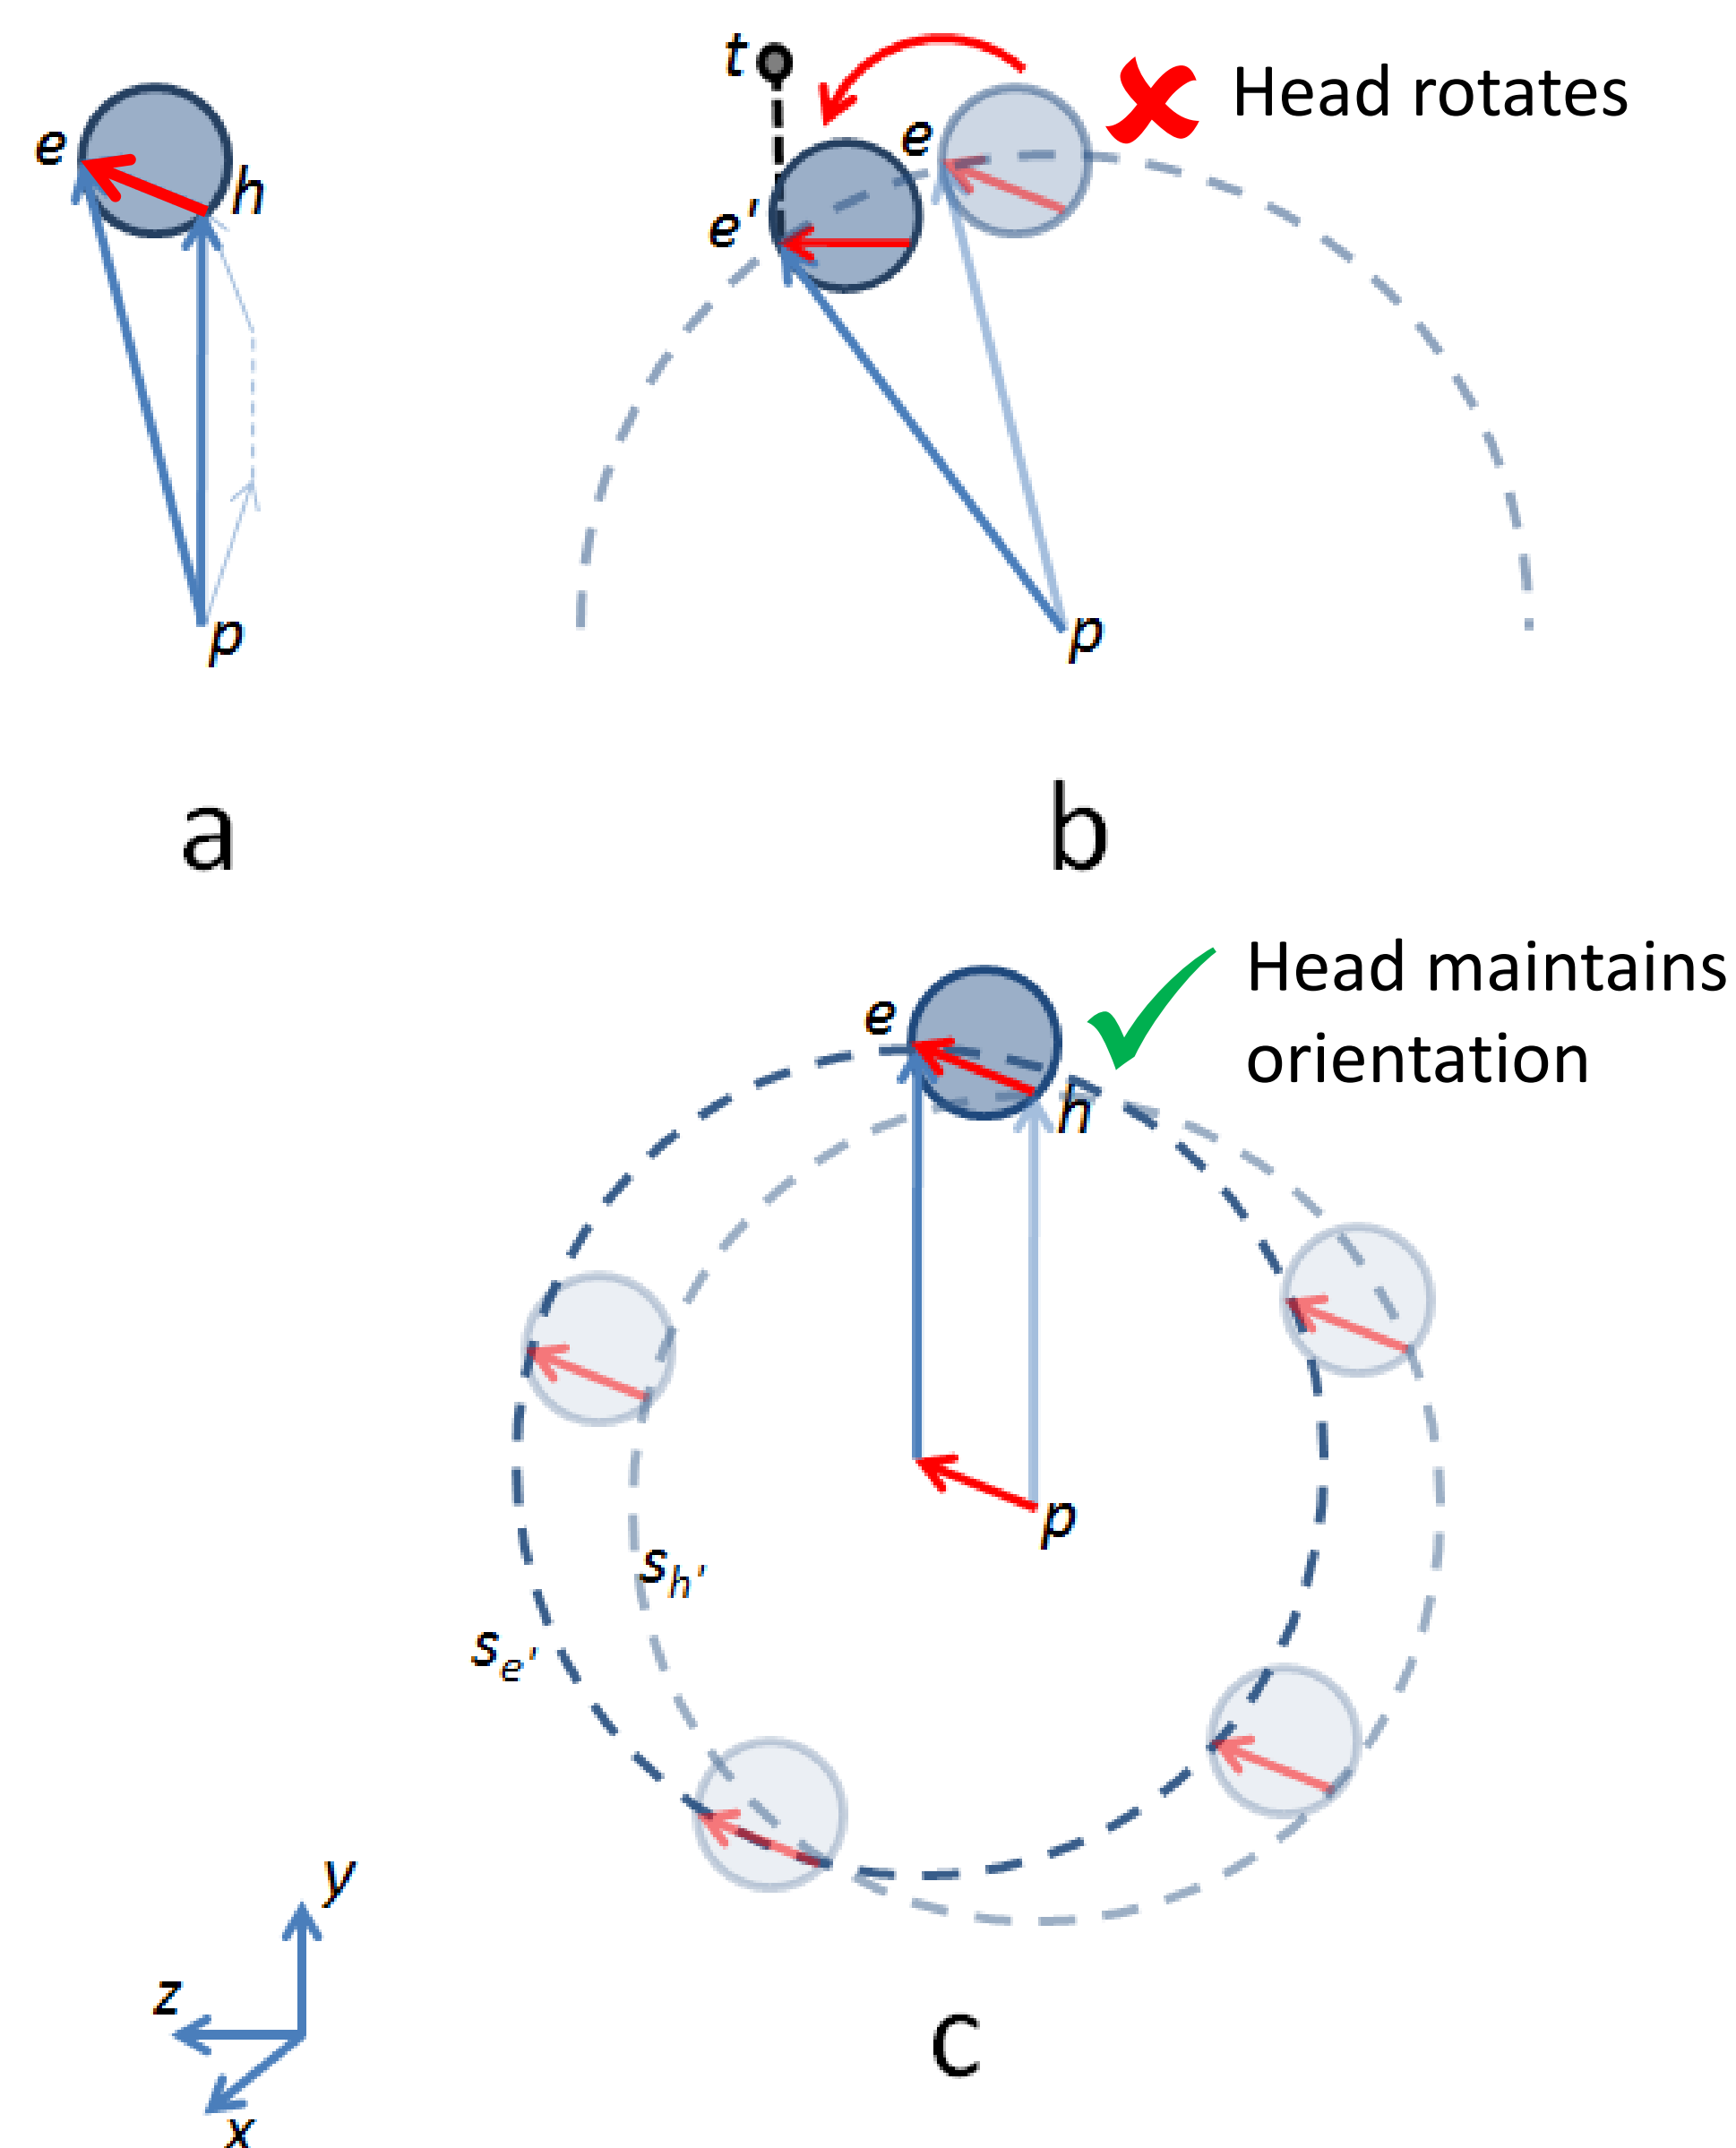 e
h
p
a
t
e
e'
Head rotates
p
b
e
h
Head maintains
orientation
p
s_h'
s_e'
y
z
x
c